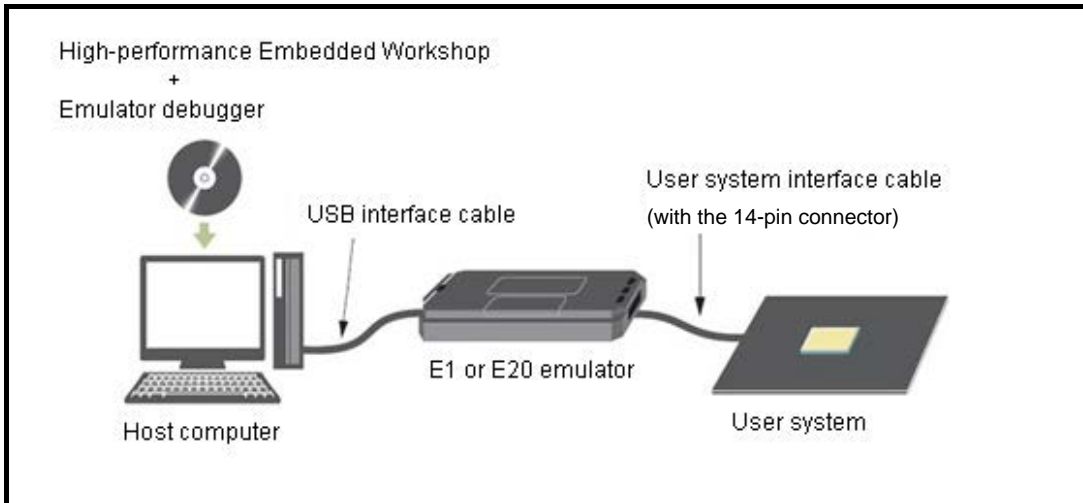 High-performance Embedded Workshop
+
Emulator debugger
User system interface cable
(with the 14-pin connector)
USB interface cable
E1 or E20 emulator
User system
Host computer